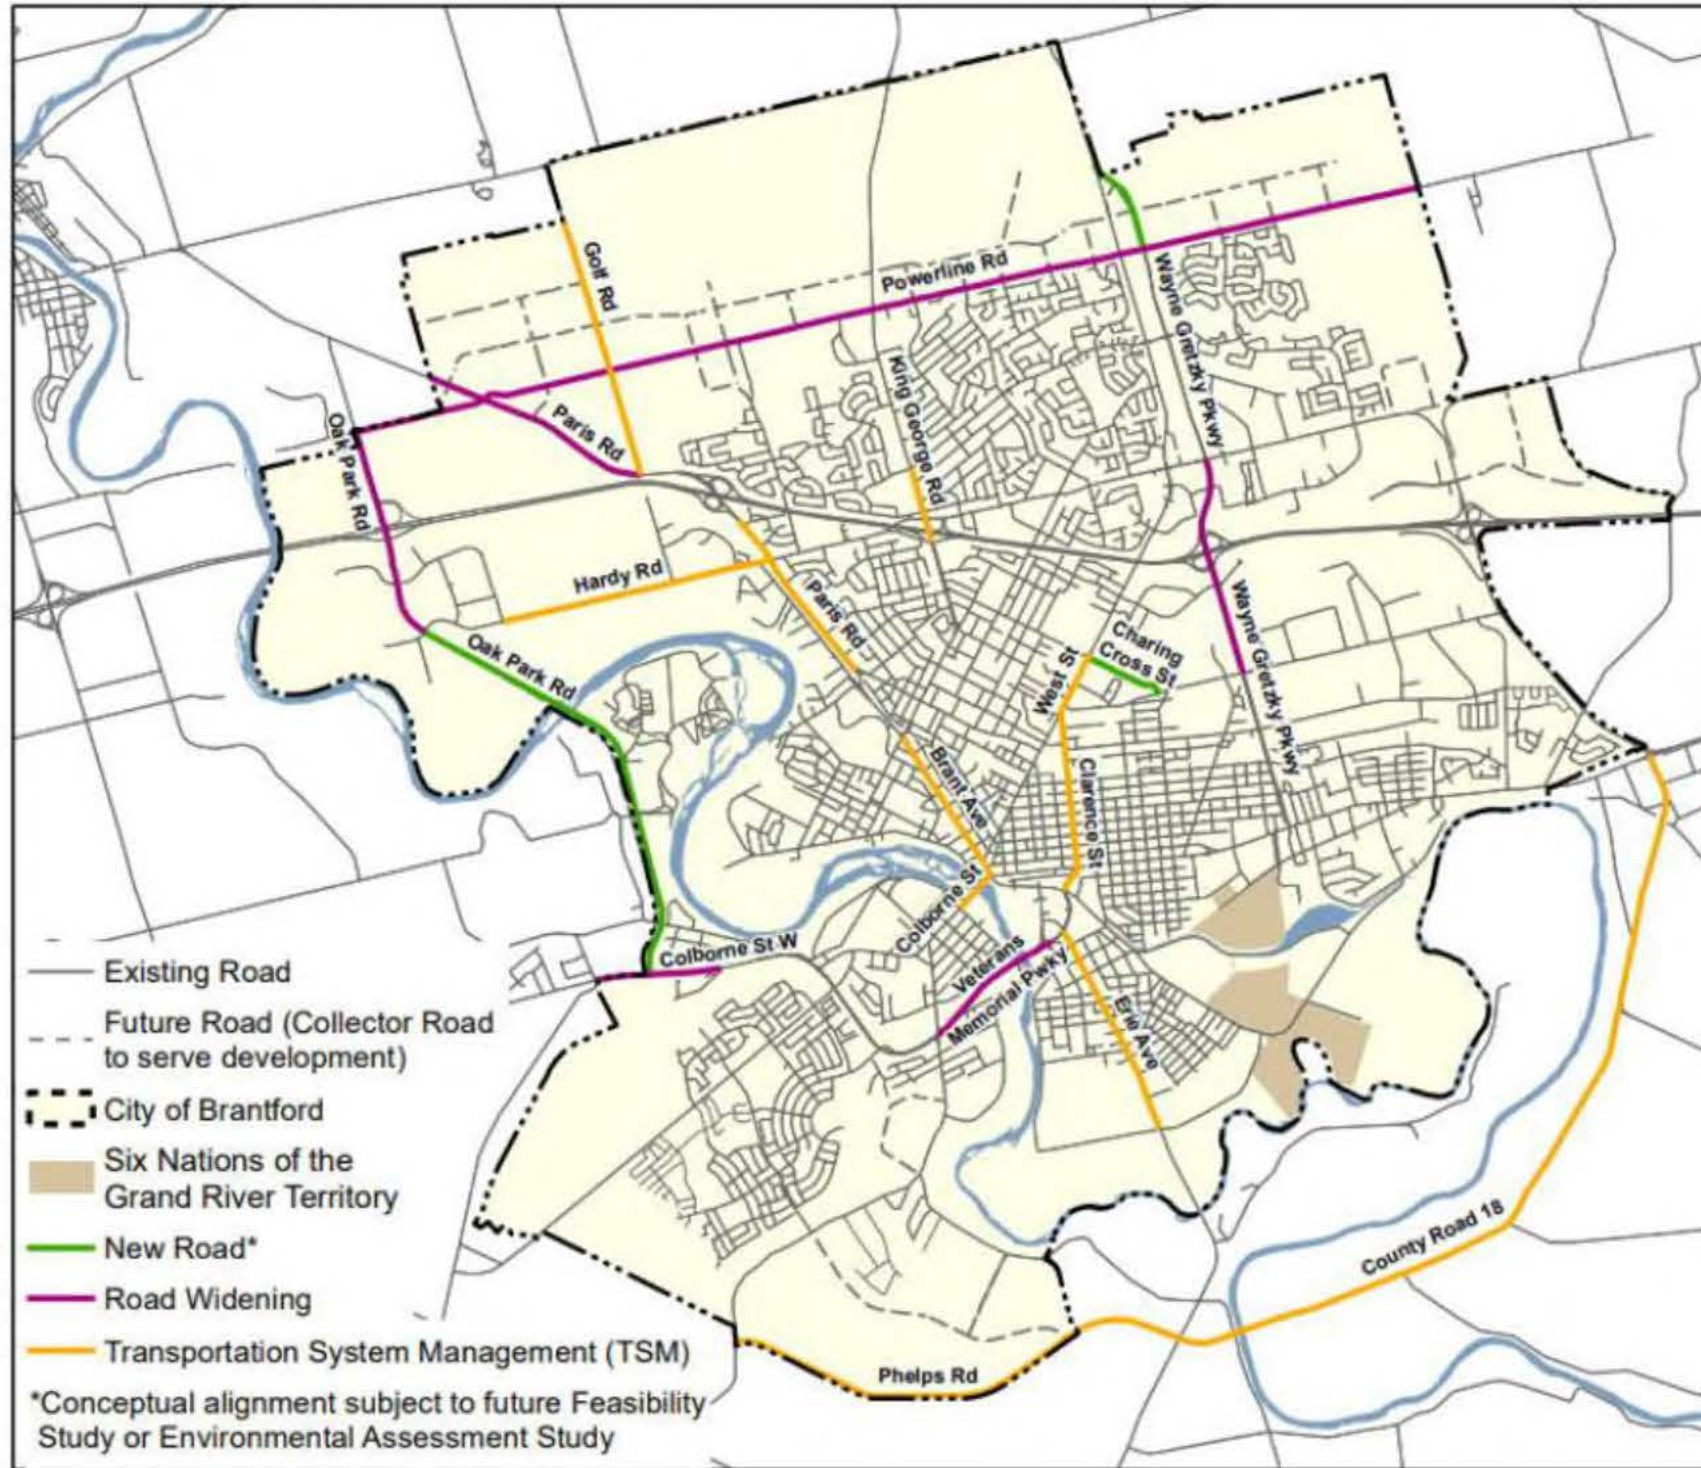 Golf Rd
Powerline Rd
Wayne Gretzky Pkwy
King George Rd
Oak Park Rd
Paris Rd
Hardy Rd
Paris Rd
Oak Park Rd
Charing
Cross St
West St
Wayne Gretzky Pkwy
Wayne Gretzky Pkwy
Brant Ave
Clarence St
Colborne St
Colborne St W
Veterans
Memorial Pwky
Erie Ave
County Road 18
Phelps Rd
Existing Road
Future Road (Collector Road
to serve development)
City of Brantford
Six Nations of the
Grand River Territory
New Road*
Road Widening
Transportation System Management (TSM)
*Conceptual alignment subject to future Feasibility
Study or Environmental Assessment Study